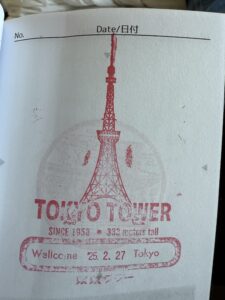 No.
Date/日付
TOKYO TOWER
SINCE 1958 333 meters tall
Wellcome '25. 2. 27 Tokyo